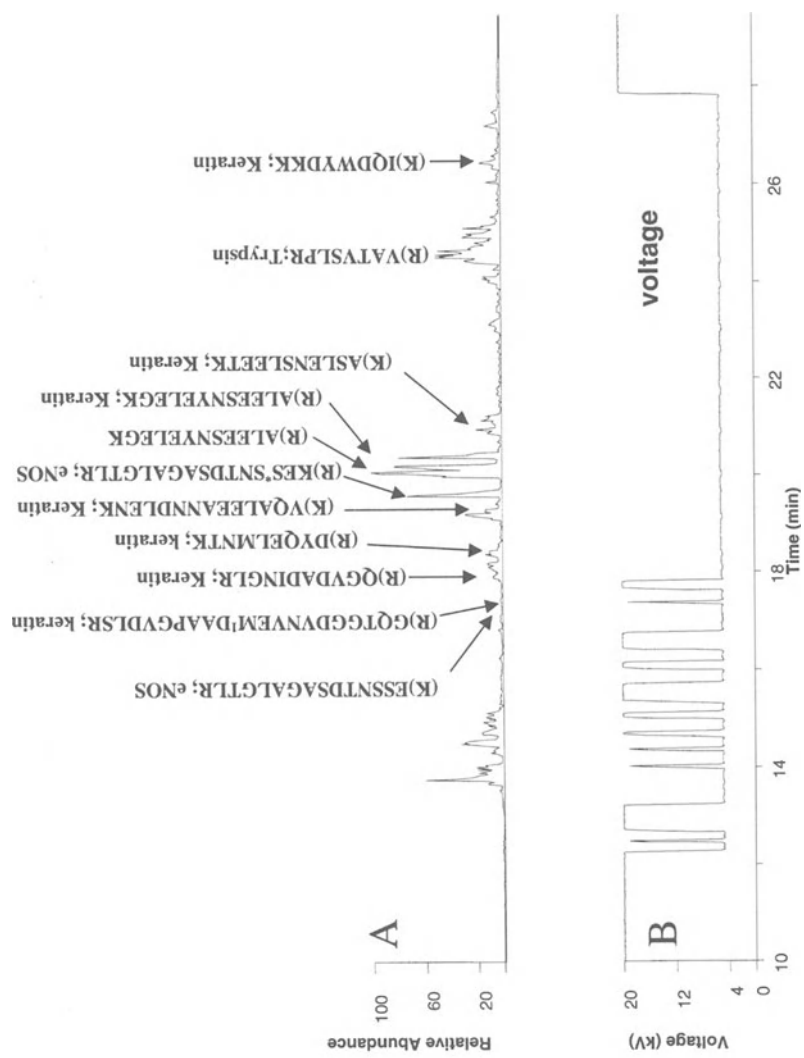 A
Relative Abundance
100
60
20
(K)ESSNTDSAGALGTLR; eNOS
(R)GQTGGDVNVEM¹DAAPGVDLSR; keratin
(R)QGVDADINGLR; Keratin
(R)DYQELMNTK; keratin
(K)VQALEEANNDLENK; Keratin
(R)KES*SNTDSAGALGTLR; eNOS
(R)ALEESNYELEGK
(R)ALEESNYELEGK; Keratin
(K)ASLENSLEETK; Keratin
(R)VATVSLPR;Trypsin
(K)IQDWYDKK; Keratin
B
voltage
Voltage (kV)
20
12
4
0
10
14
18
22
26
Time (min)